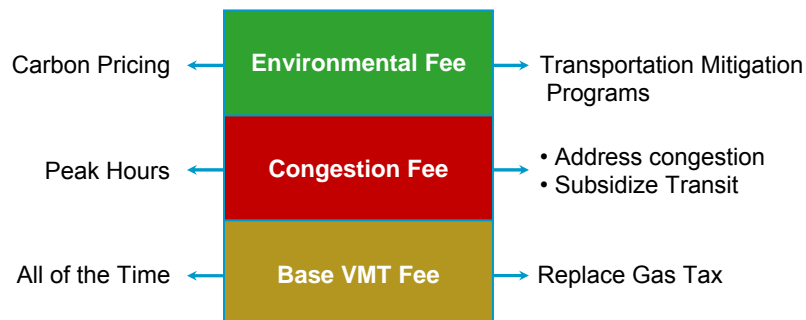 Carbon Pricing
Environmental Fee
Transportation Mitigation
Programs
Peak Hours
Congestion Fee
• Address congestion
• Subsidize Transit
All of the Time
Base VMT Fee
Replace Gas Tax